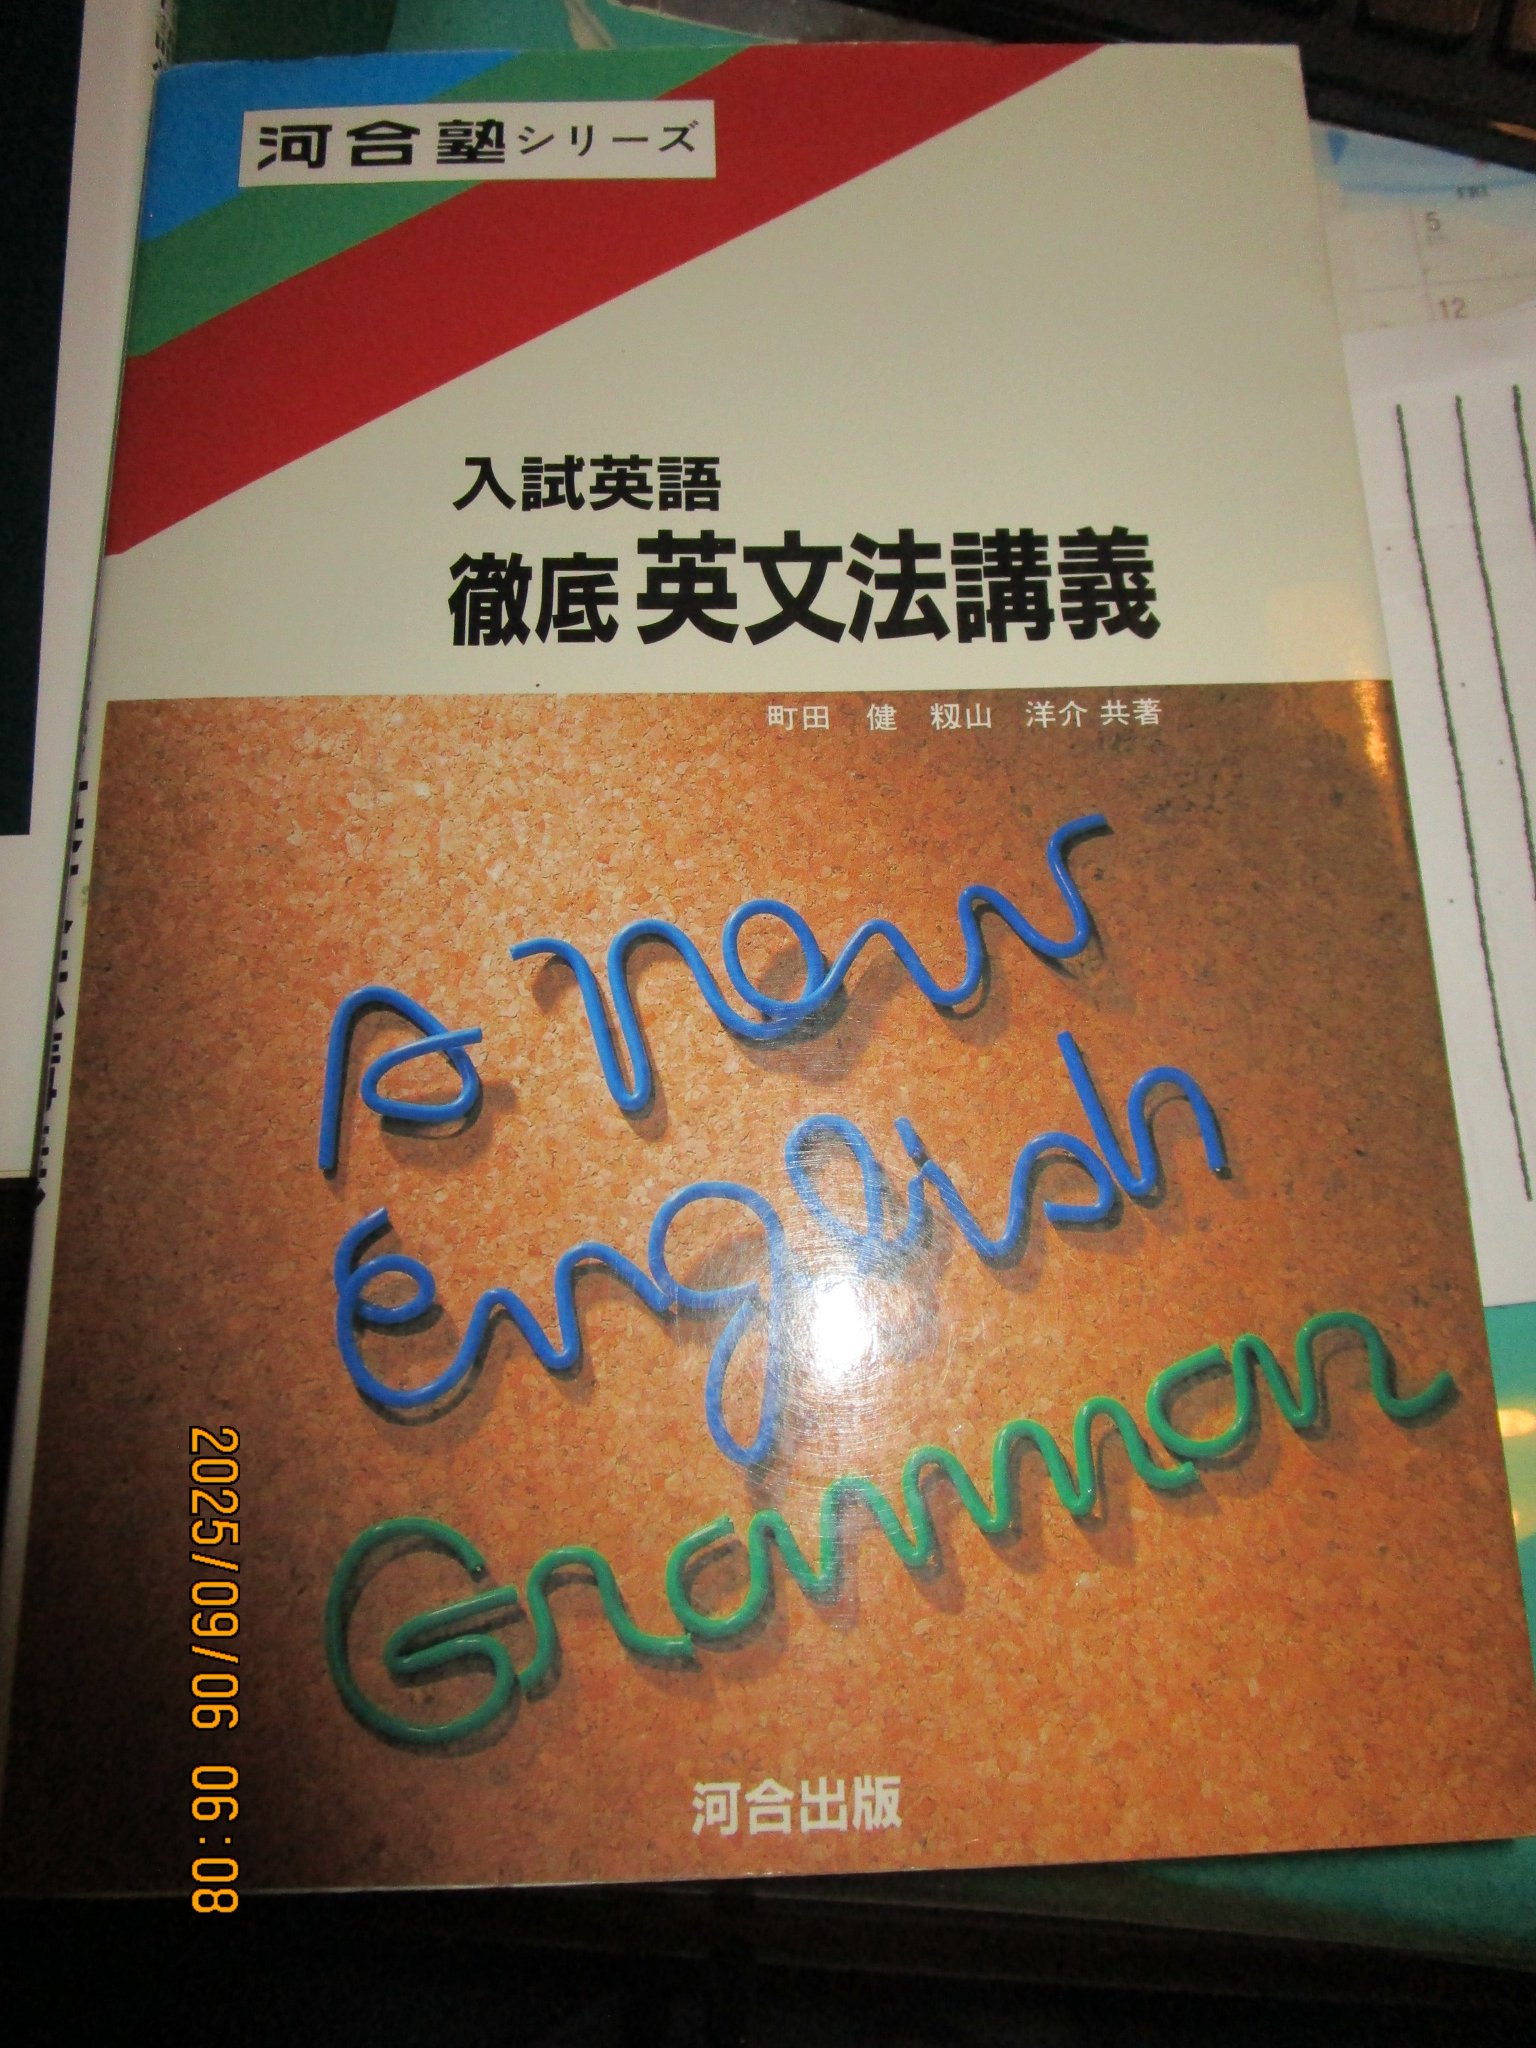 河合塾シリーズ
入試英語
徹底 英文法講義
町田 健 籾山 洋介 共著
A new
English
Grammar
河合出版
2025/09/06 06:08
5
12